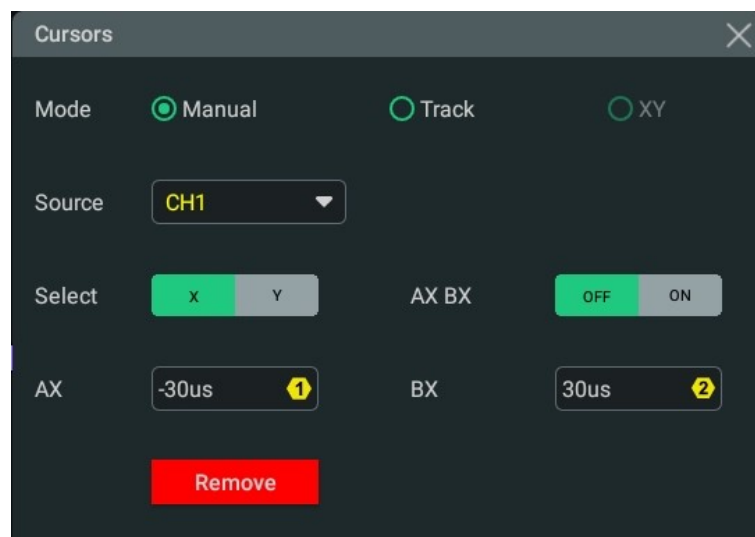 Cursors
Mode Manual Track XY
Source CH1
Select X Y AX BX OFF ON
AX -30us 1 BX 30us 2
Remove